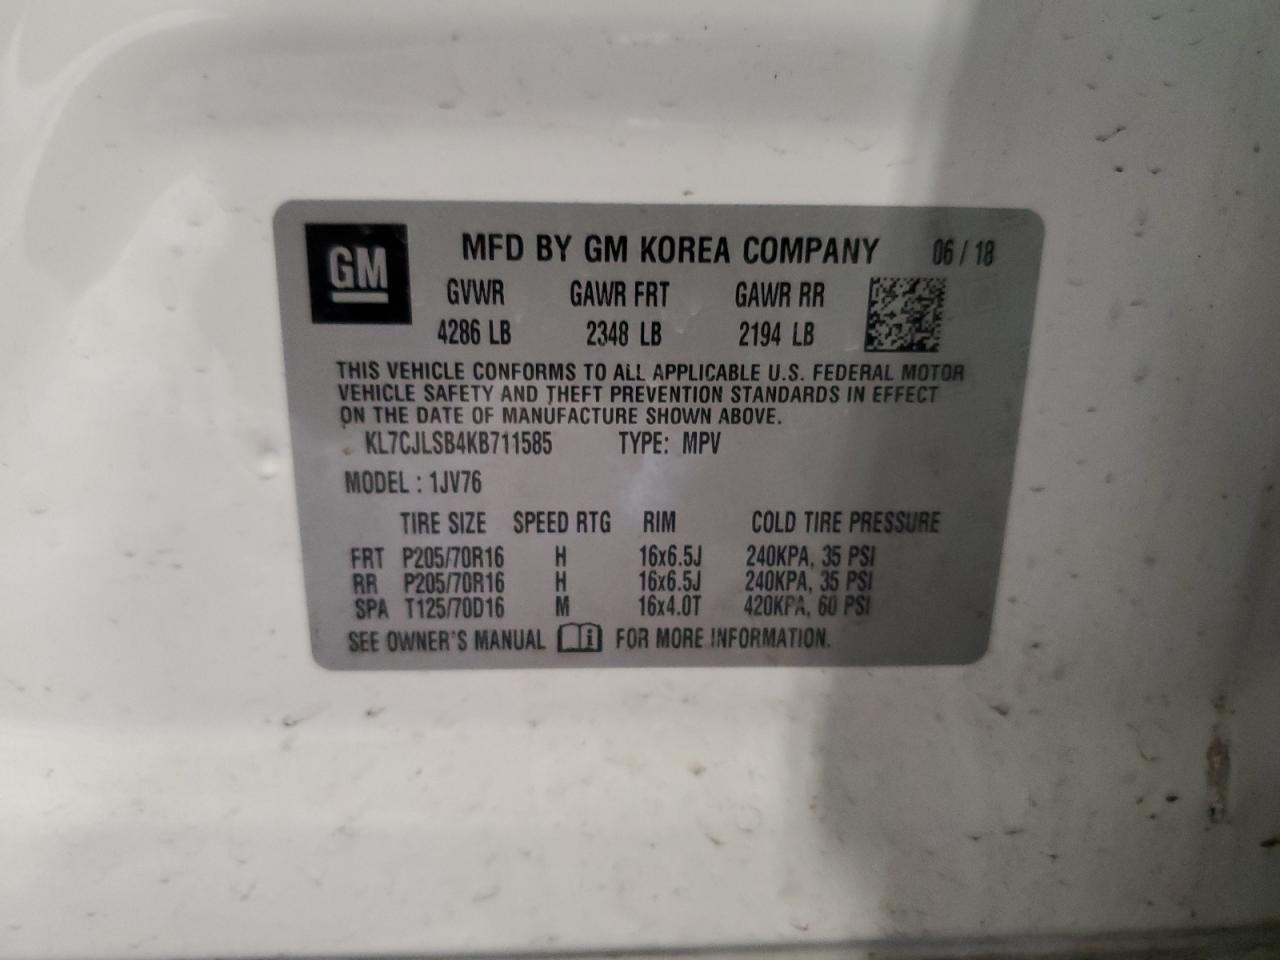 GM
MFD BY GM KOREA COMPANY 06 / 18
GVWR GAWR FRT GAWR RR
4286 LB 2348 LB 2194 LB
THIS VEHICLE CONFORMS TO ALL APPLICABLE U.S. FEDERAL MOTOR
VEHICLE SAFETY AND THEFT PREVENTION STANDARDS IN EFFECT
ON THE DATE OF MANUFACTURE SHOWN ABOVE.
KL7CJLSB4KB711585 TYPE: MPV
MODEL : 1JV76
TIRE SIZE SPEED RTG RIM COLD TIRE PRESSURE
FRT P205/70R16 H 16x6.5J 240KPA, 35 PSI
RR P205/70R16 H 16x6.5J 240KPA, 35 PSI
SPA T125/70D16 M 16x4.0T 420KPA, 60 PSI
SEE OWNER'S MANUAL i FOR MORE INFORMATION.